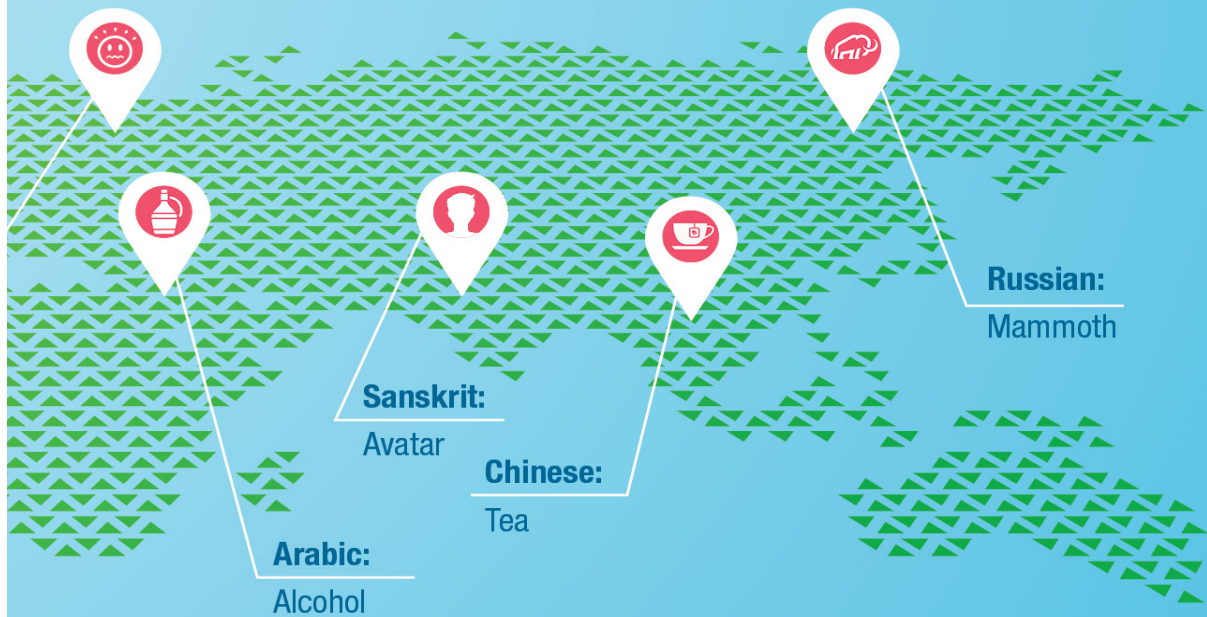 Russian:
Mammoth
Sanskrit:
Avatar
Chinese:
Tea
Arabic:
Alcohol